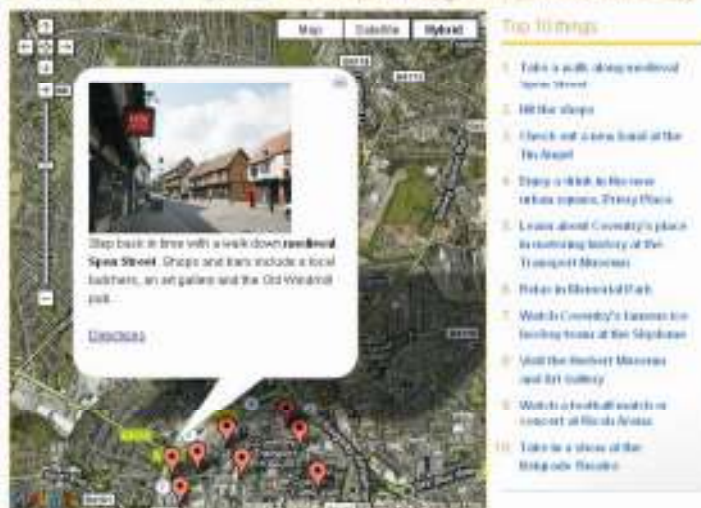 Map Satellite Hybrid
Step back in time with a walk down medieval
Spon Street. Shops and bars include a local
butchers, an art gallery and the Old Windmill
pub.
Directions
Top 10 things
1 Take a walk along medieval
Spon Street
2 Hit the shops
3 Check out a new band at the
Tin Angel
4 Enjoy a drink in the new
urban square, Priory Place
5 Learn about Coventry's place
in motoring history at the
Transport Museum
6 Relax in Memorial Park
7 Watch Coventry's famous ice
hockey team at the Skydome
8 Visit the Herbert Museum
and Art Gallery
9 Watch a football match or
concert at Ricoh Arena
10 Take in a show at the
Belgrade Theatre